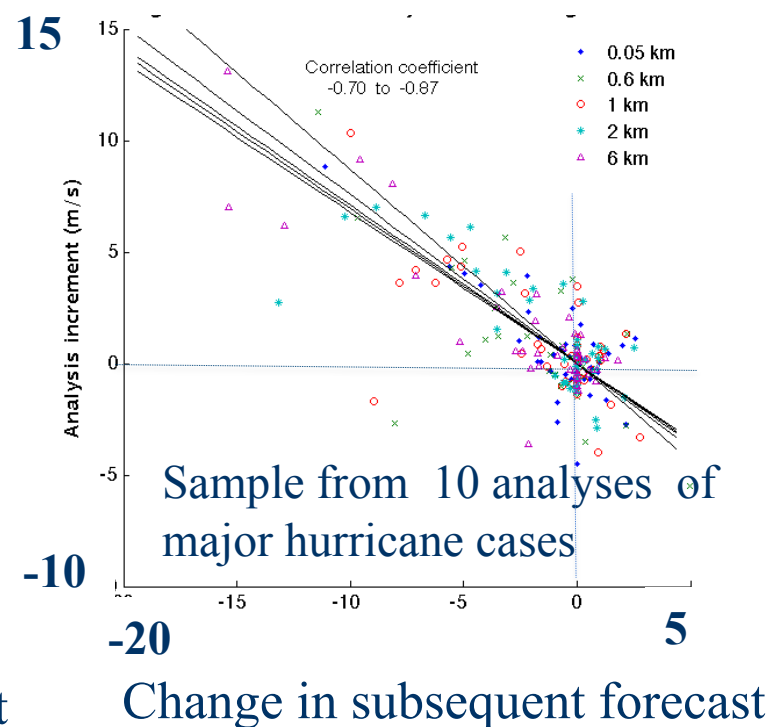 15
15
Correlation coefficient
-0.70 to -0.87
0.05 km
0.6 km
1 km
2 km
6 km
10
5
0
-5
Analysis increment (m/s)
Sample from 10 analyses of
major hurricane cases
-10
-15
-10
-5
0
-20
5
t
Change in subsequent forecast